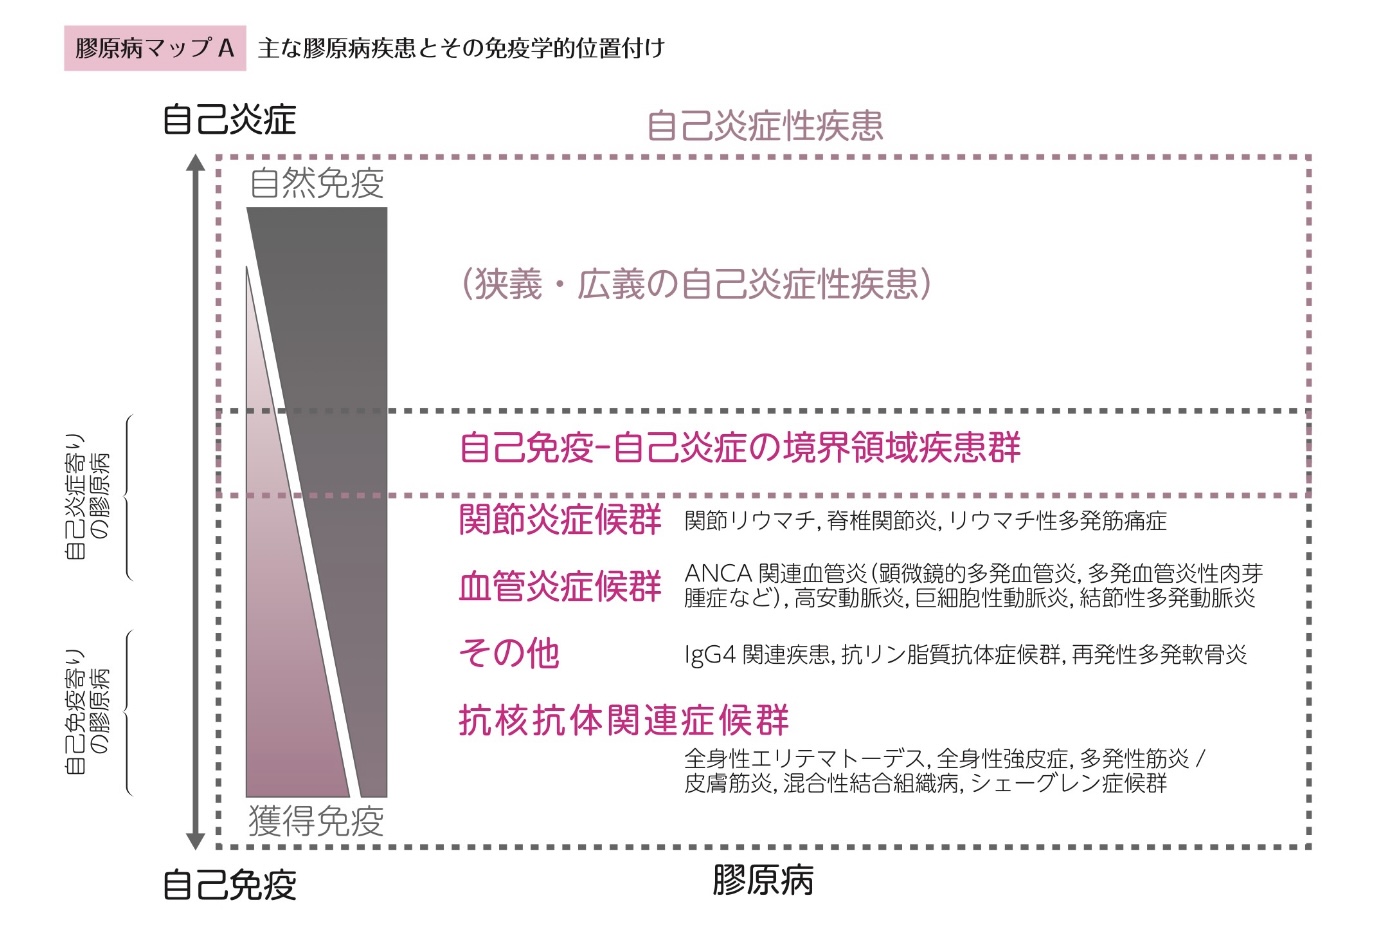 膠原病マップ A 主な膠原病疾患とその免疫学的位置付け
自己炎症
自己炎症性疾患
自然免疫
(狭義・広義の自己炎症性疾患)
自己炎症寄り
の膠原病
自己免疫-自己炎症の境界領域疾患群
関節炎症候群 関節リウマチ, 脊椎関節炎, リウマチ性多発筋痛症
血管炎症候群 ANCA 関連血管炎(顕微鏡的多発血管炎, 多発血管炎性肉芽
腫症など), 高安動脈炎, 巨細胞性動脈炎, 結節性多発動脈炎
その他 IgG4 関連疾患, 抗リン脂質抗体症候群, 再発性多発軟骨炎
自己免疫寄り
の膠原病
抗核抗体関連症候群
全身性エリテマトーデス, 全身性強皮症, 多発性筋炎 /
皮膚筋炎, 混合性結合組織病, シェーグレン症候群
獲得免疫
自己免疫
膠原病